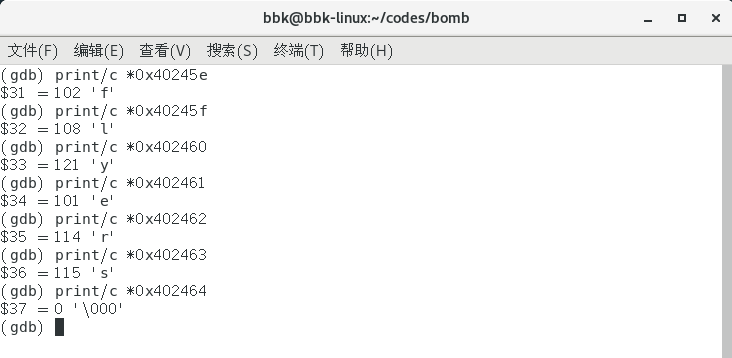 bbk@bbk-linux:~/codes/bomb
文件(F) 编辑(E) 查看(V) 搜索(S) 终端(T) 帮助(H)
(gdb) print/c *0x40245e
$31 = 102 'f'
(gdb) print/c *0x40245f
$32 = 108 'l'
(gdb) print/c *0x402460
$33 = 121 'y'
(gdb) print/c *0x402461
$34 = 101 'e'
(gdb) print/c *0x402462
$35 = 114 'r'
(gdb) print/c *0x402463
$36 = 115 's'
(gdb) print/c *0x402464
$37 = 0 '\000'
(gdb)